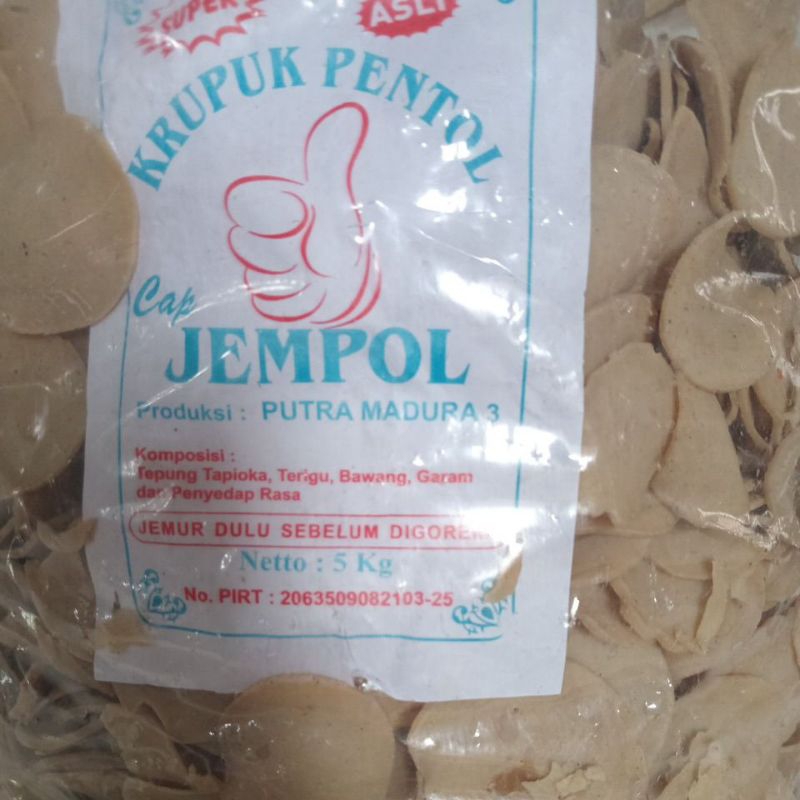 SUPER
ASLI
KRUPUK PENTOL
Cap
JEMPOL
Produksi : PUTRA MADURA 3
Komposisi :
Tepung Tapioka, Terigu, Bawang, Garam
dan Penyedap Rasa
JEMUR DULU SEBELUM DIGORENG
Netto : 5 Kg
No. PIRT : 2063509082103-25